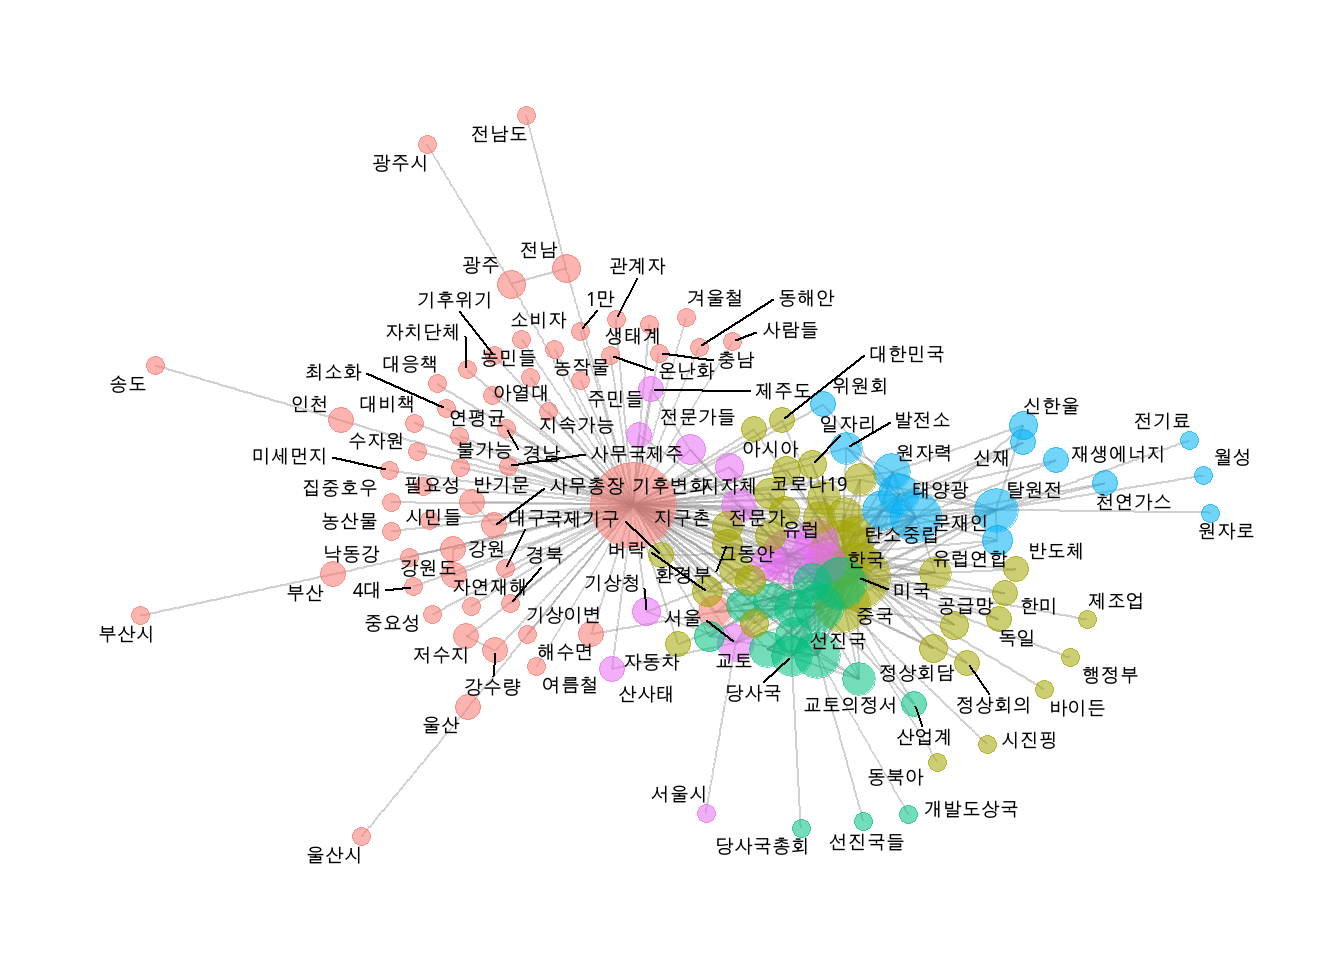 전남도
광주시
전남
광주
관계자
기후위기
1만
겨울철
동해안
소비자
자치단체
생태계
사람들
대한민국
농민들
충남
대응책
농작물
온난화
최소화
송도
아열대
주민들
제주도
위원회
인천
대비책
신한울
연평균
지속가능
전문가들
일자리
발전소
전기료
수자원
불가능
경남
사무국
제주
아시아
원자력
신재
재생에너지
월성
미세먼지
집중호우
필요성
반기문
사무총장
기후변화
지자체
코로나19
태양광
탈원전
천연가스
농산물
시민들
대구
국제기구
지구촌
전문가
유럽
문재인
원자로
탄소중립
낙동강
강원
경북
버락
그동안
한국
유럽연합
반도체
강원도
부산
4대
자연재해
기상청
환경부
미국
공급망
한미
제조업
부산시
중요성
기상이변
서울
중국
독일
저수지
해수면
자동차
교토
선진국
정상회담
행정부
강수량
여름철
산사태
당사국
교토의정서
정상회의
바이든
울산
산업계
시진핑
동북아
서울시
개발도상국
당사국총회
선진국들
울산시